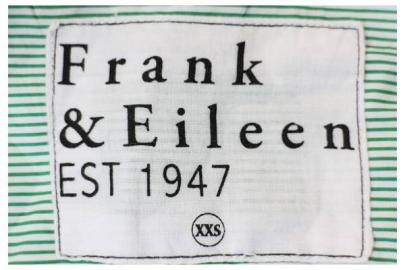 Frank
& Eileen
EST 1947
XXS